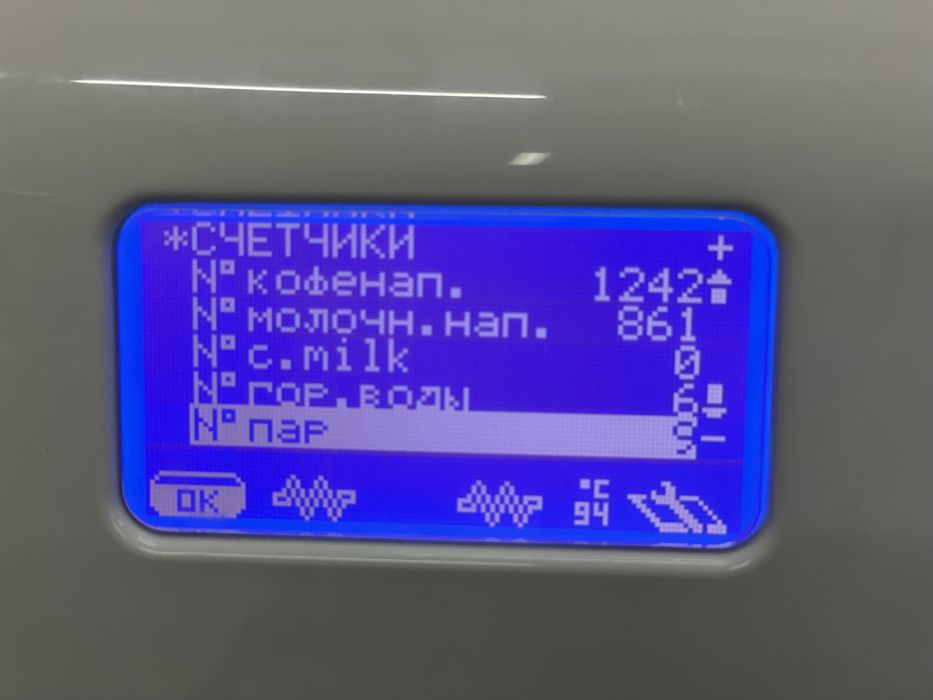 *СЧЕТЧИКИ +
N° кофенап. 1242
N° молочн.нап. 861
N° c.milk 0
N° гор.воды 6
N° пар -
OK °C
94